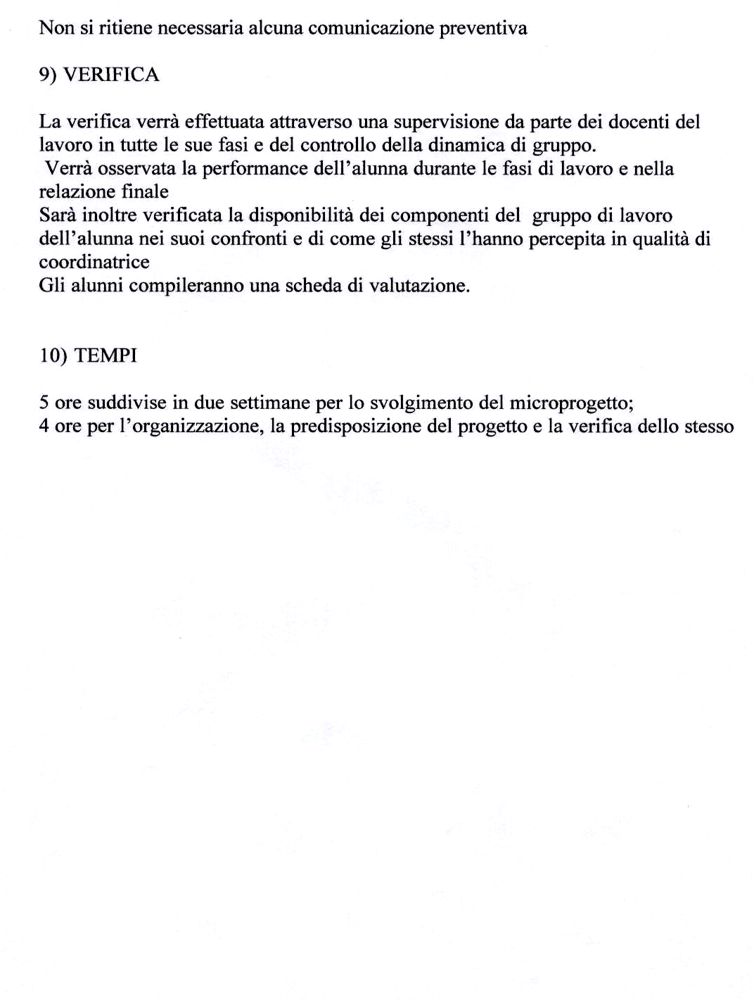 Non si ritiene necessaria alcuna comunicazione preventiva
9) VERIFICA
La verifica verrà effettuata attraverso una supervisione da parte dei docenti del
lavoro in tutte le sue fasi e del controllo della dinamica di gruppo.
Verrà osservata la performance dell’alunna durante le fasi di lavoro e nella
relazione finale
Sarà inoltre verificata la disponibilità dei componenti del gruppo di lavoro
dell’alunna nei suoi confronti e di come gli stessi l’hanno percepita in qualità di
coordinatrice
Gli alunni compileranno una scheda di valutazione.
10) TEMPI
5 ore suddivise in due settimane per lo svolgimento del microprogetto;
4 ore per l’organizzazione, la predisposizione del progetto e la verifica dello stesso